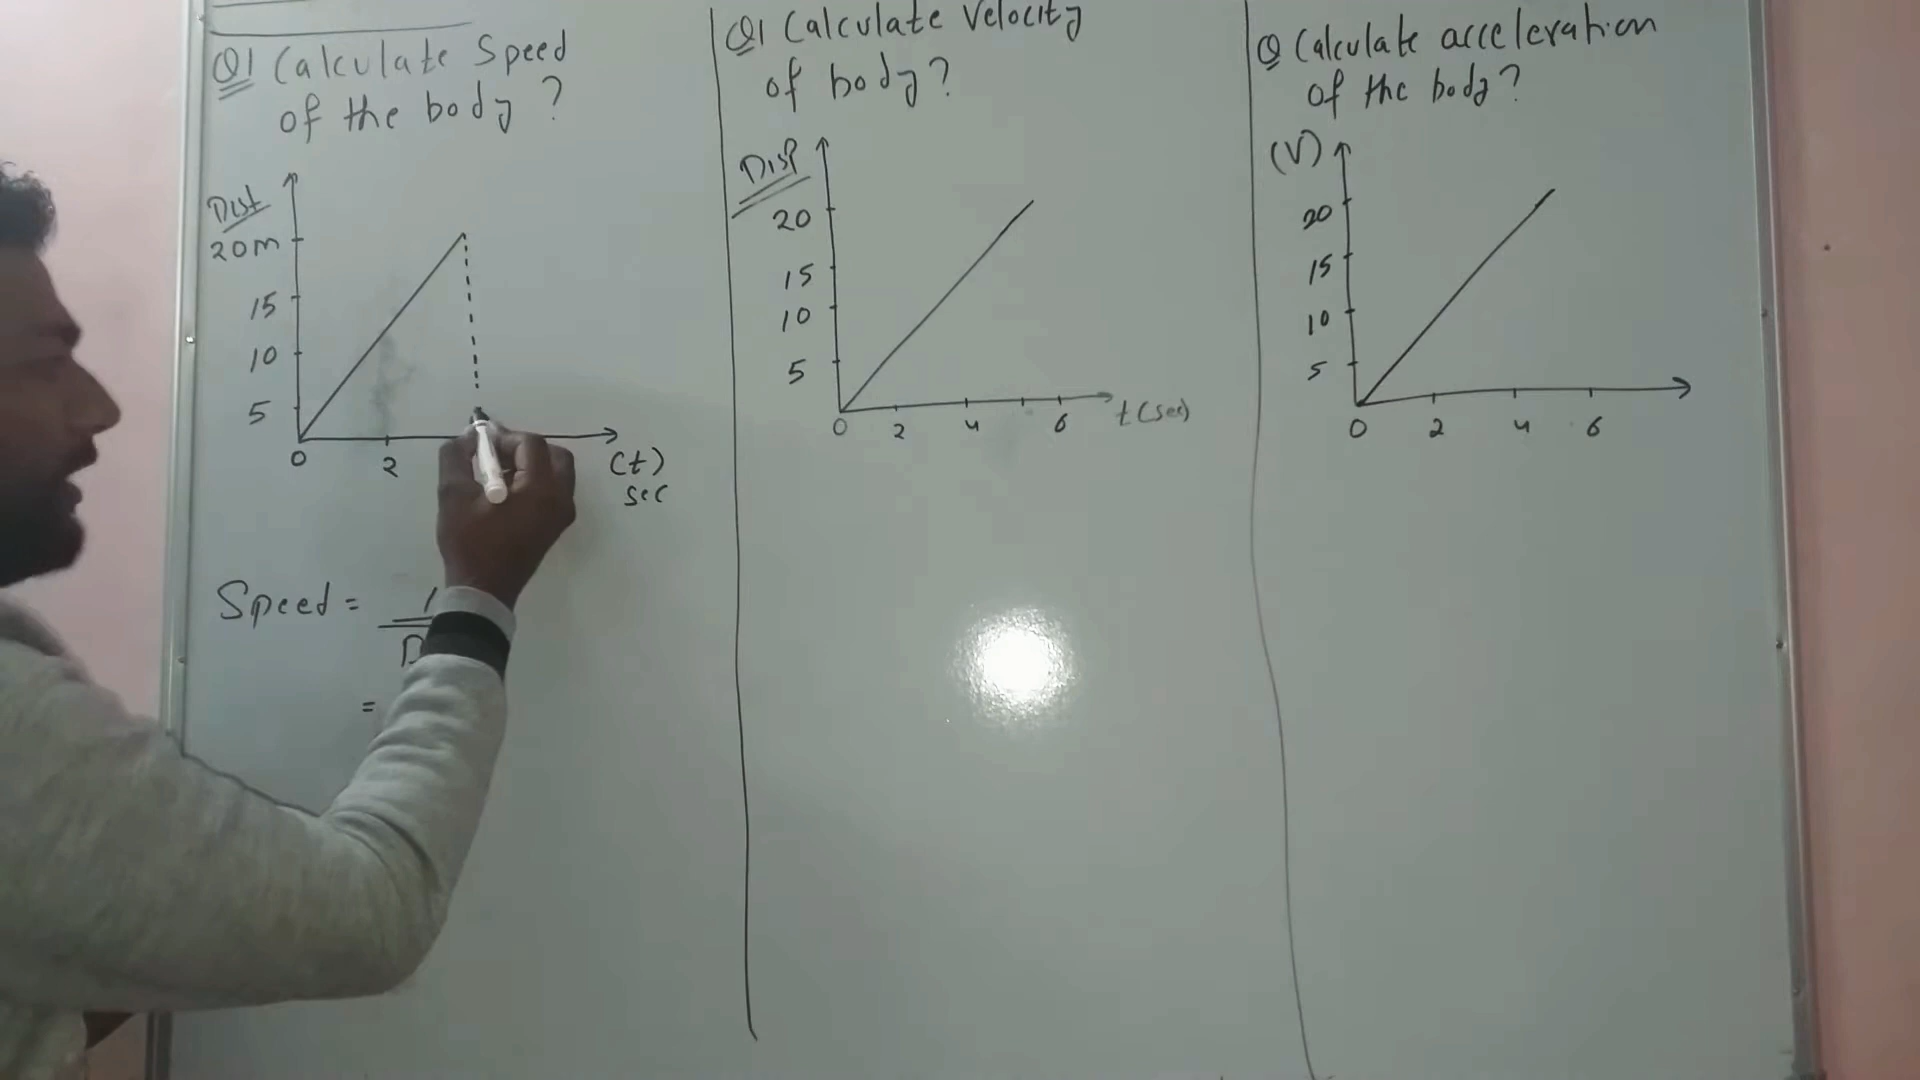 Q1 Calculate Speed
of the body ?
Dist
20m
15
10
5
0 2
(t)
sec
Speed =
=
Q1 Calculate Velocity
of body ?
Disp
20
15
10
5
0 2 4 6
t (sec)
Q Calculate acceleration
of the body ?
(V)
20
15
10
5
0 2 4 6